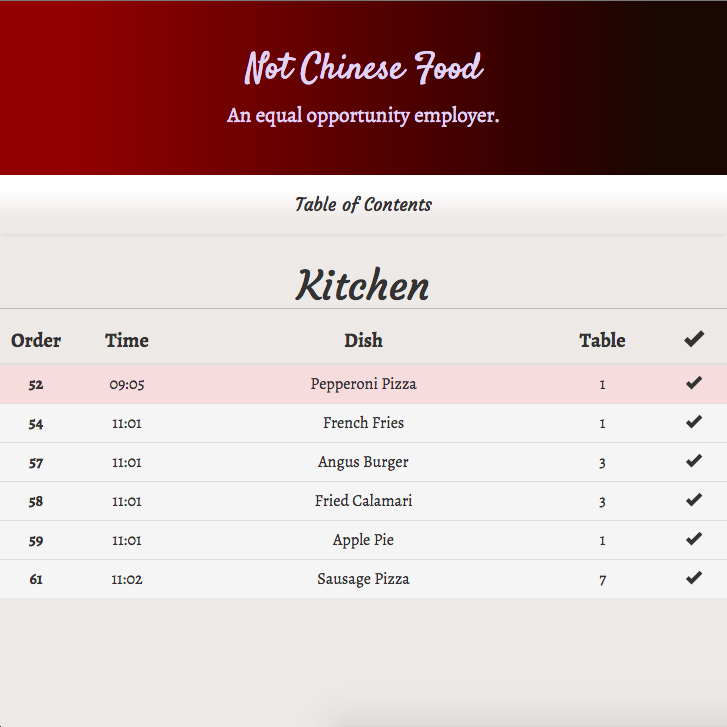 Not Chinese Food
An equal opportunity employer.
Table of Contents
Kitchen
Order Time Dish Table ✔
52 09:05 Pepperoni Pizza 1 ✔
54 11:01 French Fries 1 ✔
57 11:01 Angus Burger 3 ✔
58 11:01 Fried Calamari 3 ✔
59 11:01 Apple Pie 1 ✔
61 11:02 Sausage Pizza 7 ✔